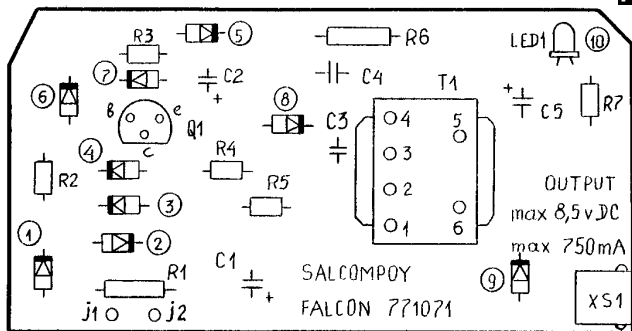 R3
5
R6
LED1
10
7
C2
+
C4
T1
6
8
+
C5
R7
b
e
c
Q1
C3
4
5
3
2
1
6
4
R2
R4
3
R5
OUTPUT
max 8,5v DC
max 750mA
1
2
R1
C1
+
SALCOMPOY
FALCON 771071
9
XS1
j1
j2